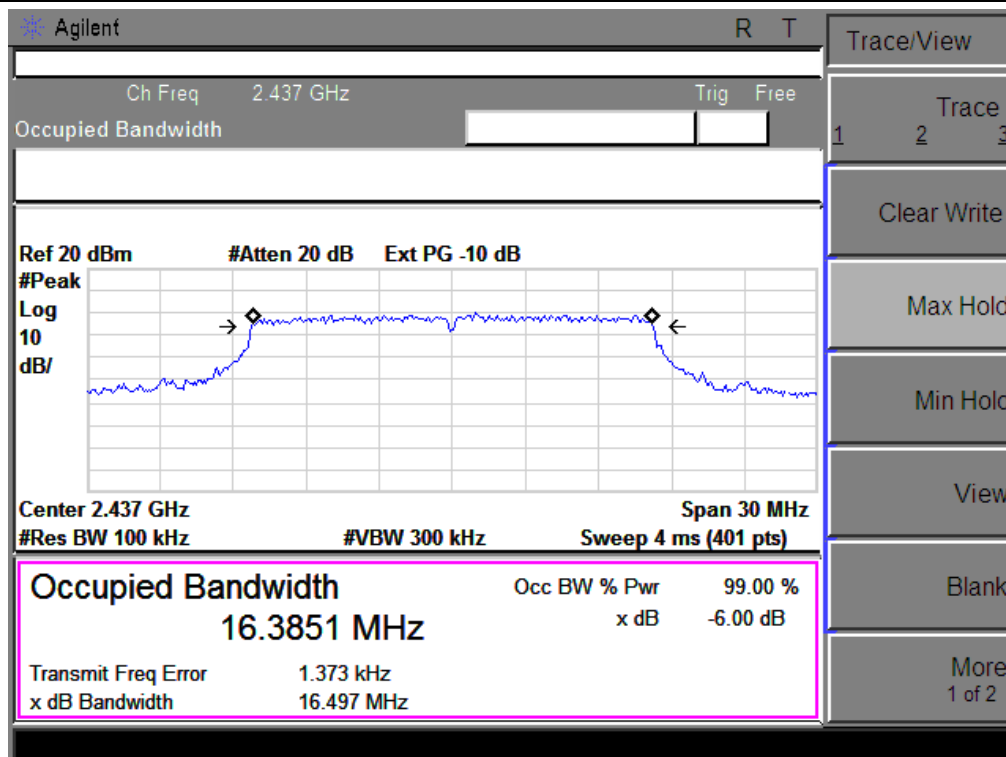 Agilent R T
Trace/View
Ch Freq 2.437 GHz Trig Free
Occupied Bandwidth
Trace
1 2 3
Clear Write
Ref 20 dBm #Atten 20 dB Ext PG -10 dB
#Peak
Log
10
dB/
Max Hold
Min Hold
View
Center 2.437 GHz Span 30 MHz
#Res BW 100 kHz #VBW 300 kHz Sweep 4 ms (401 pts)
Occupied Bandwidth Occ BW % Pwr 99.00 %
16.3851 MHz x dB -6.00 dB
Blank
Transmit Freq Error 1.373 kHz
x dB Bandwidth 16.497 MHz
More
1 of 2